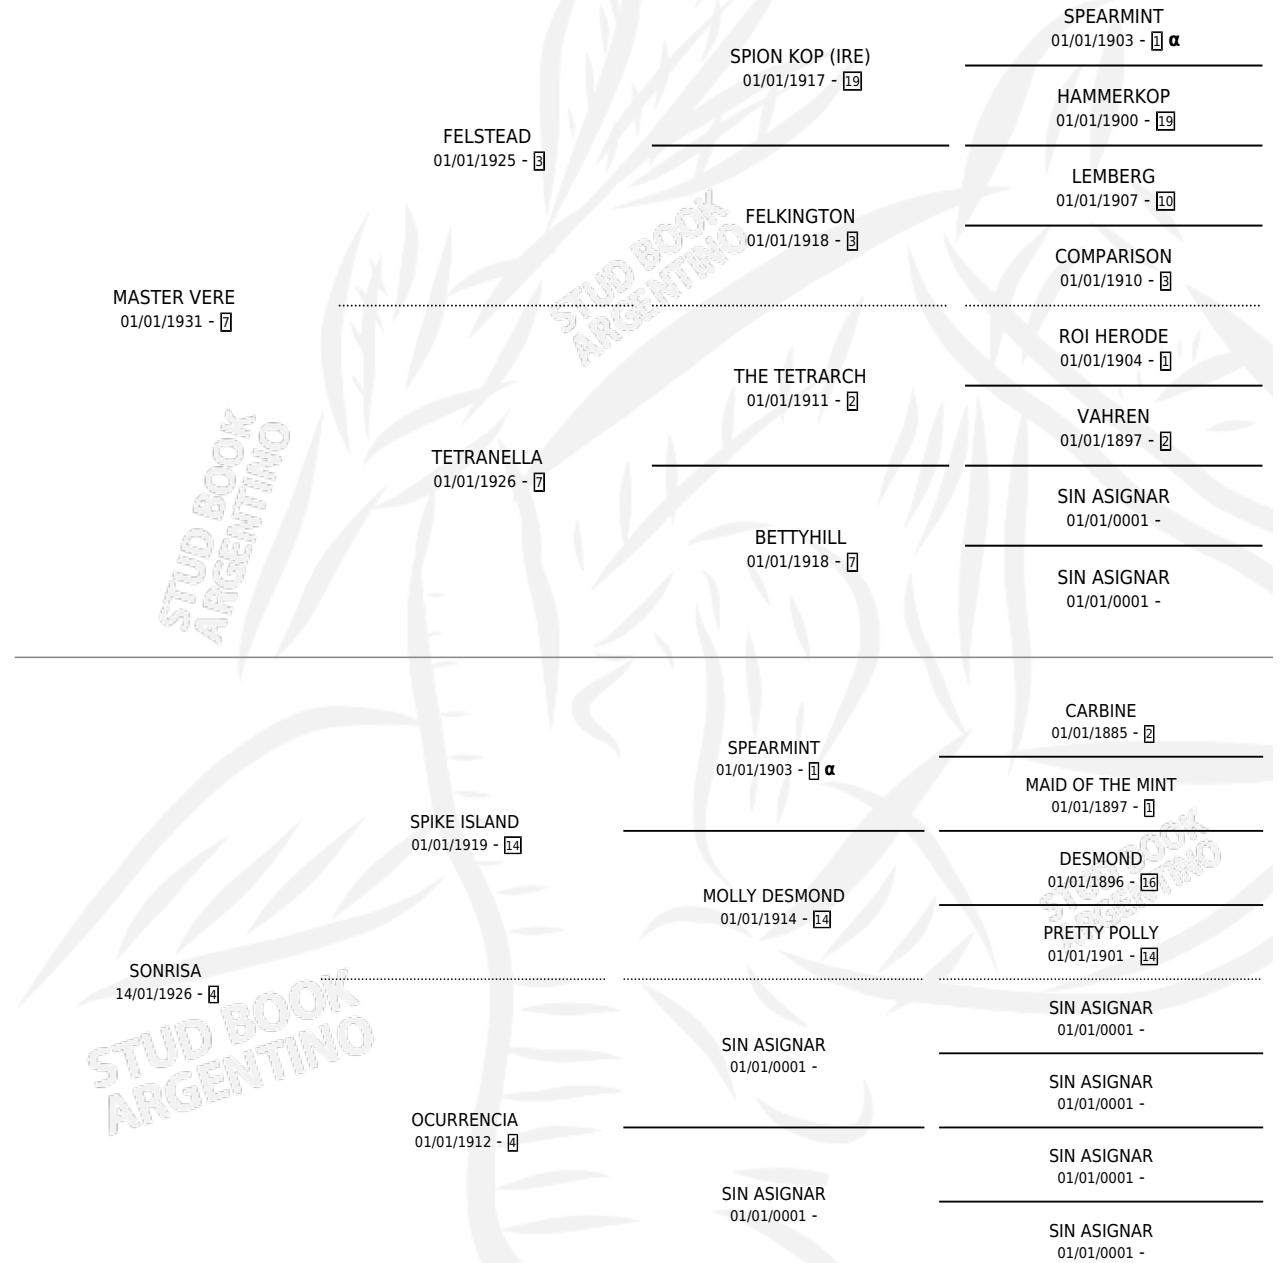 SPEARMINT
01/01/1903 - 1 α
SPION KOP (IRE)
01/01/1917 - 19
HAMMERKOP
01/01/1900 - 19
FELSTEAD
01/01/1925 - 3
LEMBERG
01/01/1907 - 10
FELKINGTON
01/01/1918 - 3
COMPARISON
01/01/1910 - 3
MASTER VERE
01/01/1931 - 7
ROI HERODE
01/01/1904 - 1
THE TETRARCH
01/01/1911 - 2
VAHREN
01/01/1897 - 2
TETRANELLA
01/01/1926 - 7
SIN ASIGNAR
01/01/0001 -
BETTYHILL
01/01/1918 - 7
SIN ASIGNAR
01/01/0001 -
CARBINE
01/01/1885 - 2
SPEARMINT
01/01/1903 - 1 α
MAID OF THE MINT
01/01/1897 - 1
SPIKE ISLAND
01/01/1919 - 14
DESMOND
01/01/1896 - 16
MOLLY DESMOND
01/01/1914 - 14
PRETTY POLLY
01/01/1901 - 14
SONRISA
14/01/1926 - 4
SIN ASIGNAR
01/01/0001 -
SIN ASIGNAR
01/01/0001 -
SIN ASIGNAR
01/01/0001 -
OCURRENCIA
01/01/1912 - 4
SIN ASIGNAR
01/01/0001 -
SIN ASIGNAR
01/01/0001 -
SIN ASIGNAR
01/01/0001 -
STUD BOOK
ARGENTINO
STUD BOOK
ARGENTINO
STUD BOOK
ARGENTINO
STUD BOOK
ARGENTINO